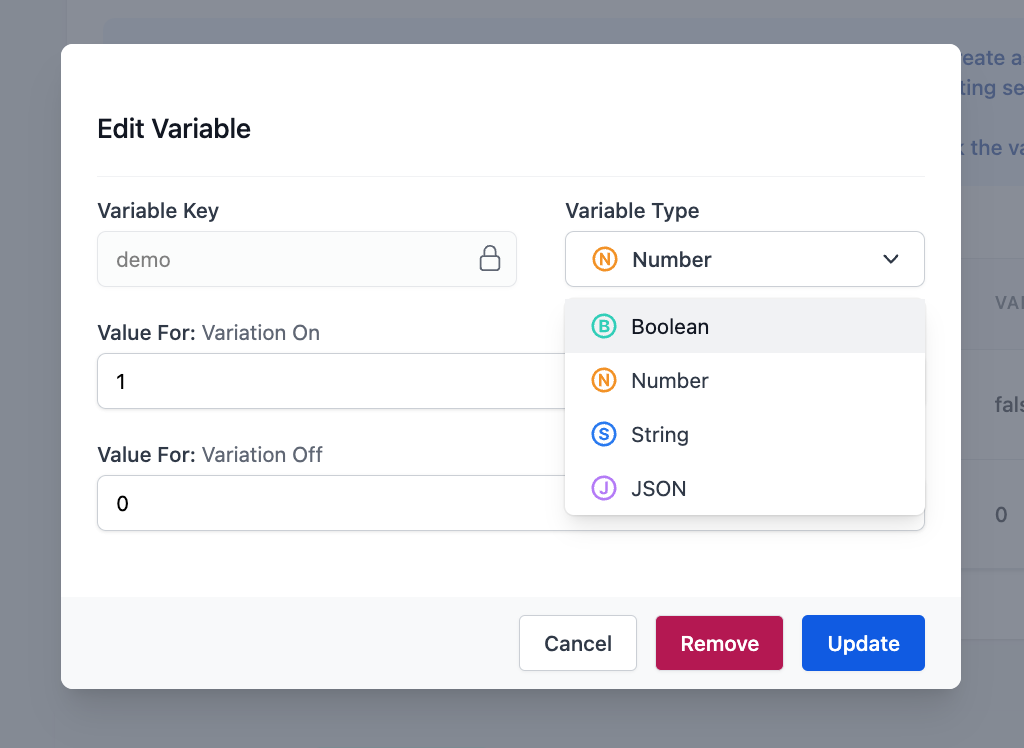 Edit Variable
Variable Key
Variable Type
demo
N Number
B Boolean
N Number
S String
J JSON
Value For: Variation On
1
Value For: Variation Off
0
Cancel
Remove
Update
eate a
ting se
the va
VA
fals
0